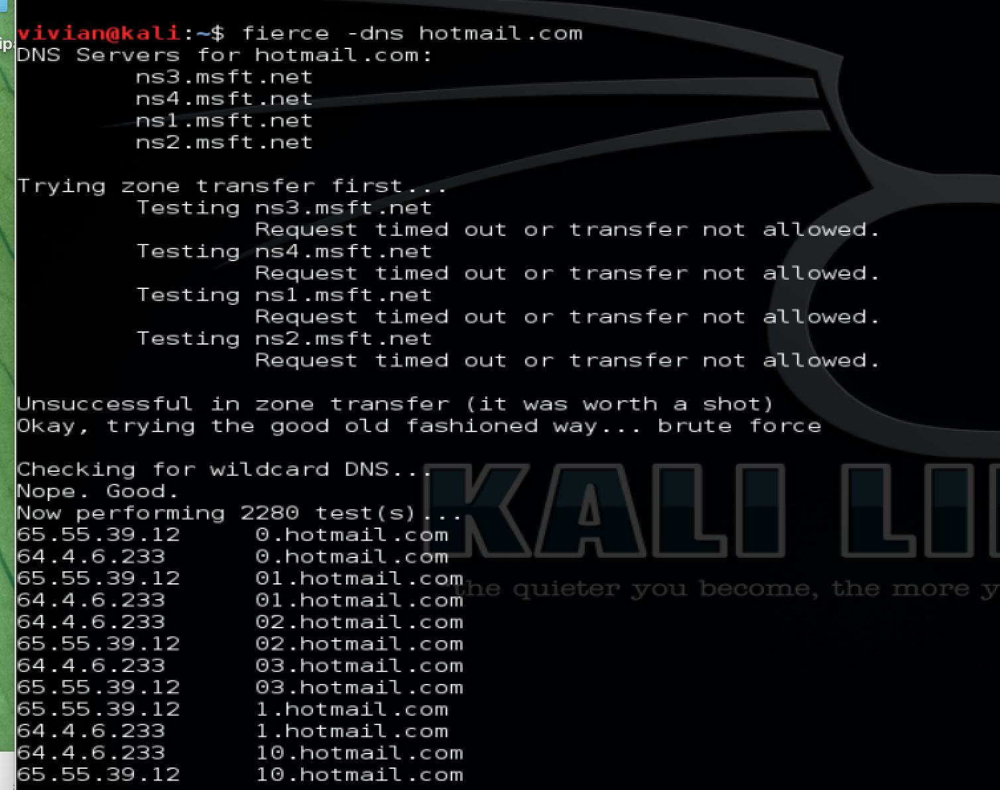 ip
vivian@kali:~$ fierce -dns hotmail.com
DNS Servers for hotmail.com:
ns3.msft.net
ns4.msft.net
ns1.msft.net
ns2.msft.net
Trying zone transfer first...
Testing ns3.msft.net
Request timed out or transfer not allowed.
Testing ns4.msft.net
Request timed out or transfer not allowed.
Testing ns1.msft.net
Request timed out or transfer not allowed.
Testing ns2.msft.net
Request timed out or transfer not allowed.
Unsuccessful in zone transfer (it was worth a shot)
Okay, trying the good old fashioned way... brute force
Checking for wildcard DNS...
Nope. Good.
Now performing 2280 test(s)...
65.55.39.12 0.hotmail.com
64.4.6.233 0.hotmail.com
65.55.39.12 01.hotmail.com
64.4.6.233 01.hotmail.com
64.4.6.233 02.hotmail.com
65.55.39.12 02.hotmail.com
64.4.6.233 03.hotmail.com
65.55.39.12 03.hotmail.com
65.55.39.12 1.hotmail.com
64.4.6.233 1.hotmail.com
64.4.6.233 10.hotmail.com
65.55.39.12 10.hotmail.com
KALI LI
"the quieter you become, the more y